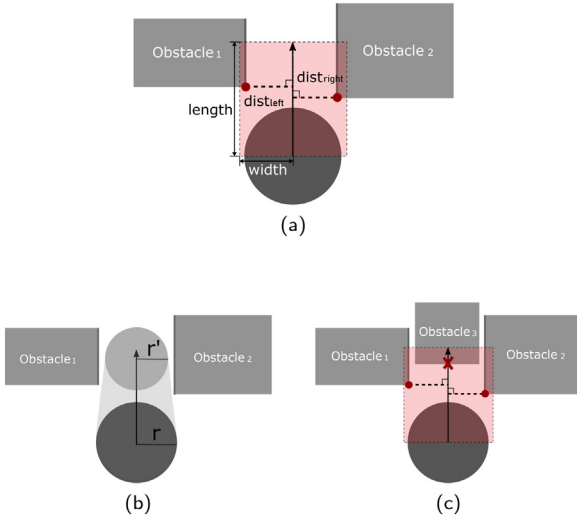 Obstacle 1
Obstacle 2
dist right
dist left
length
width
(a)
Obstacle 1
r'
Obstacle 2
r
(b)
Obstacle 3
Obstacle 1
Obstacle 2
(c)